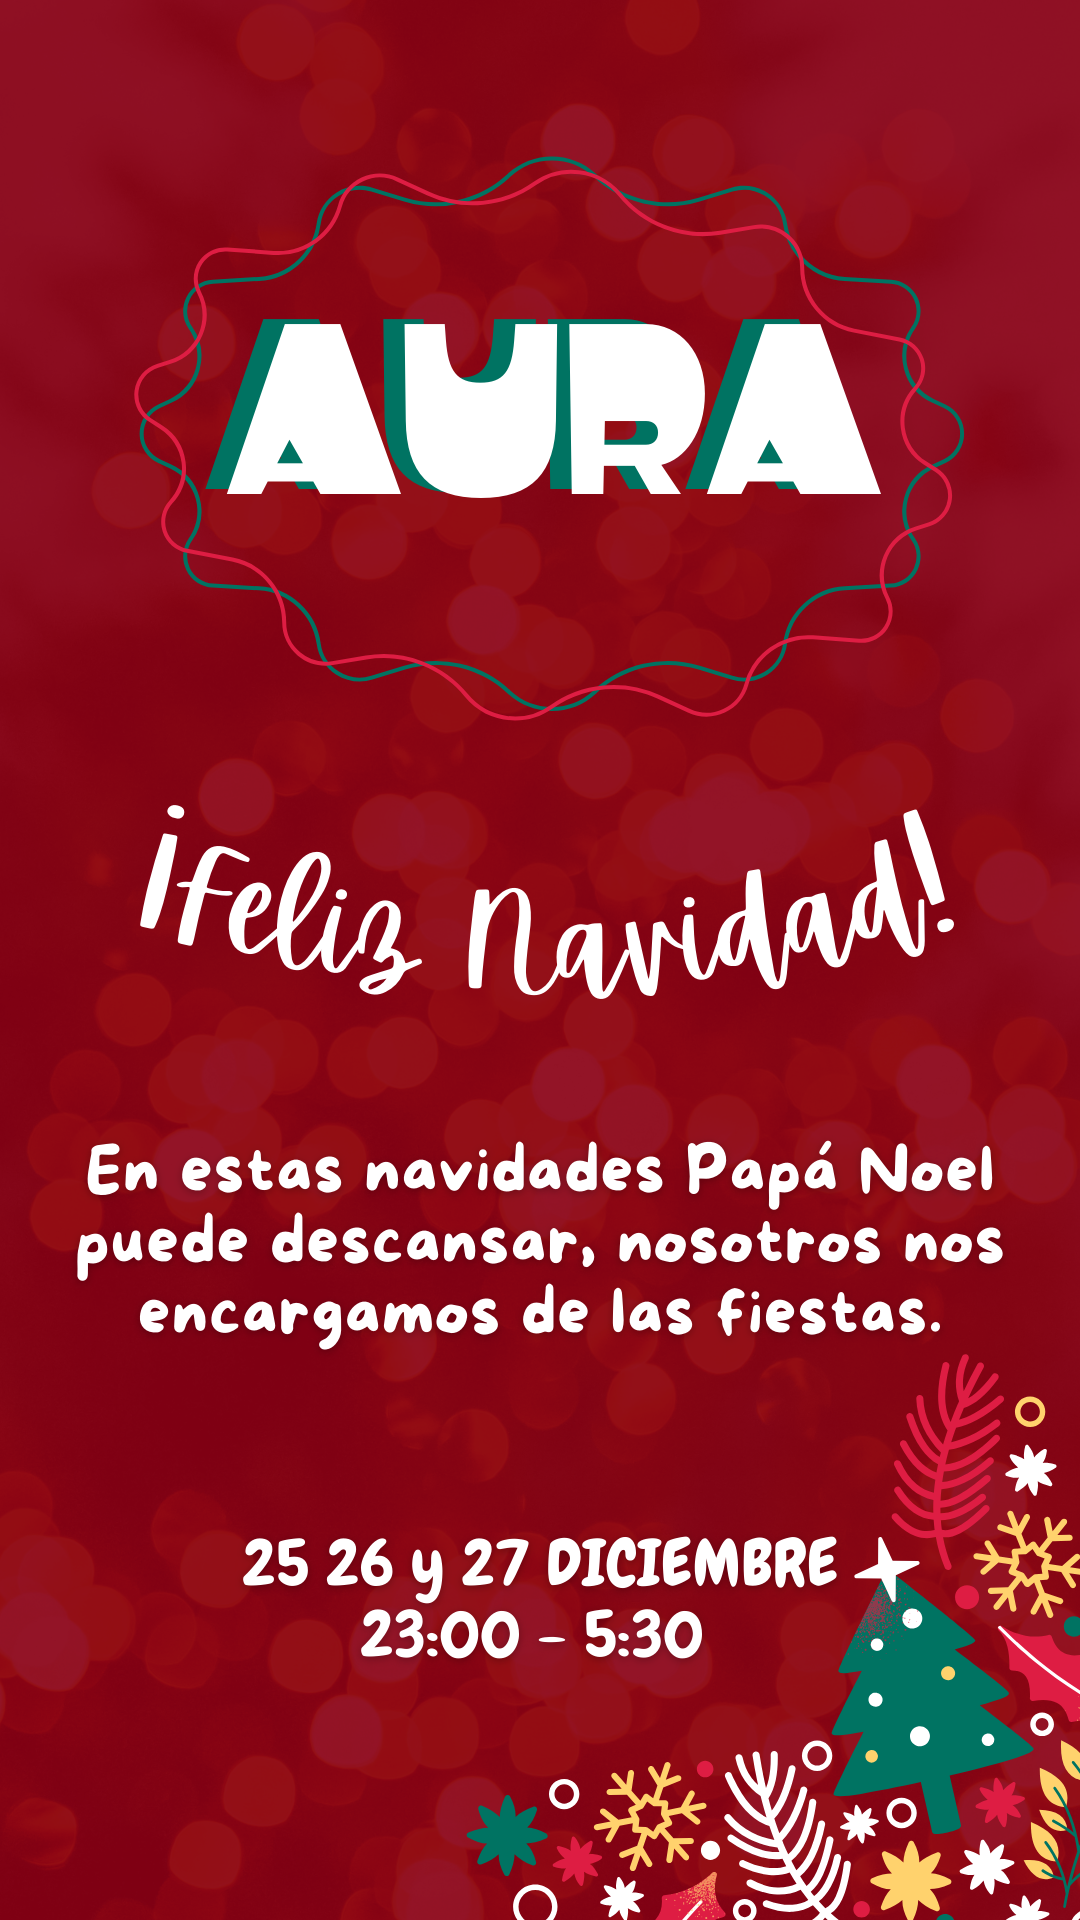 AURA
¡Feliz Navidad!
En estas navidades Papá Noel
puede descansar, nosotros nos
encargamos de las fiestas.
25 26 y 27 DICIEMBRE
23:00 - 5:30